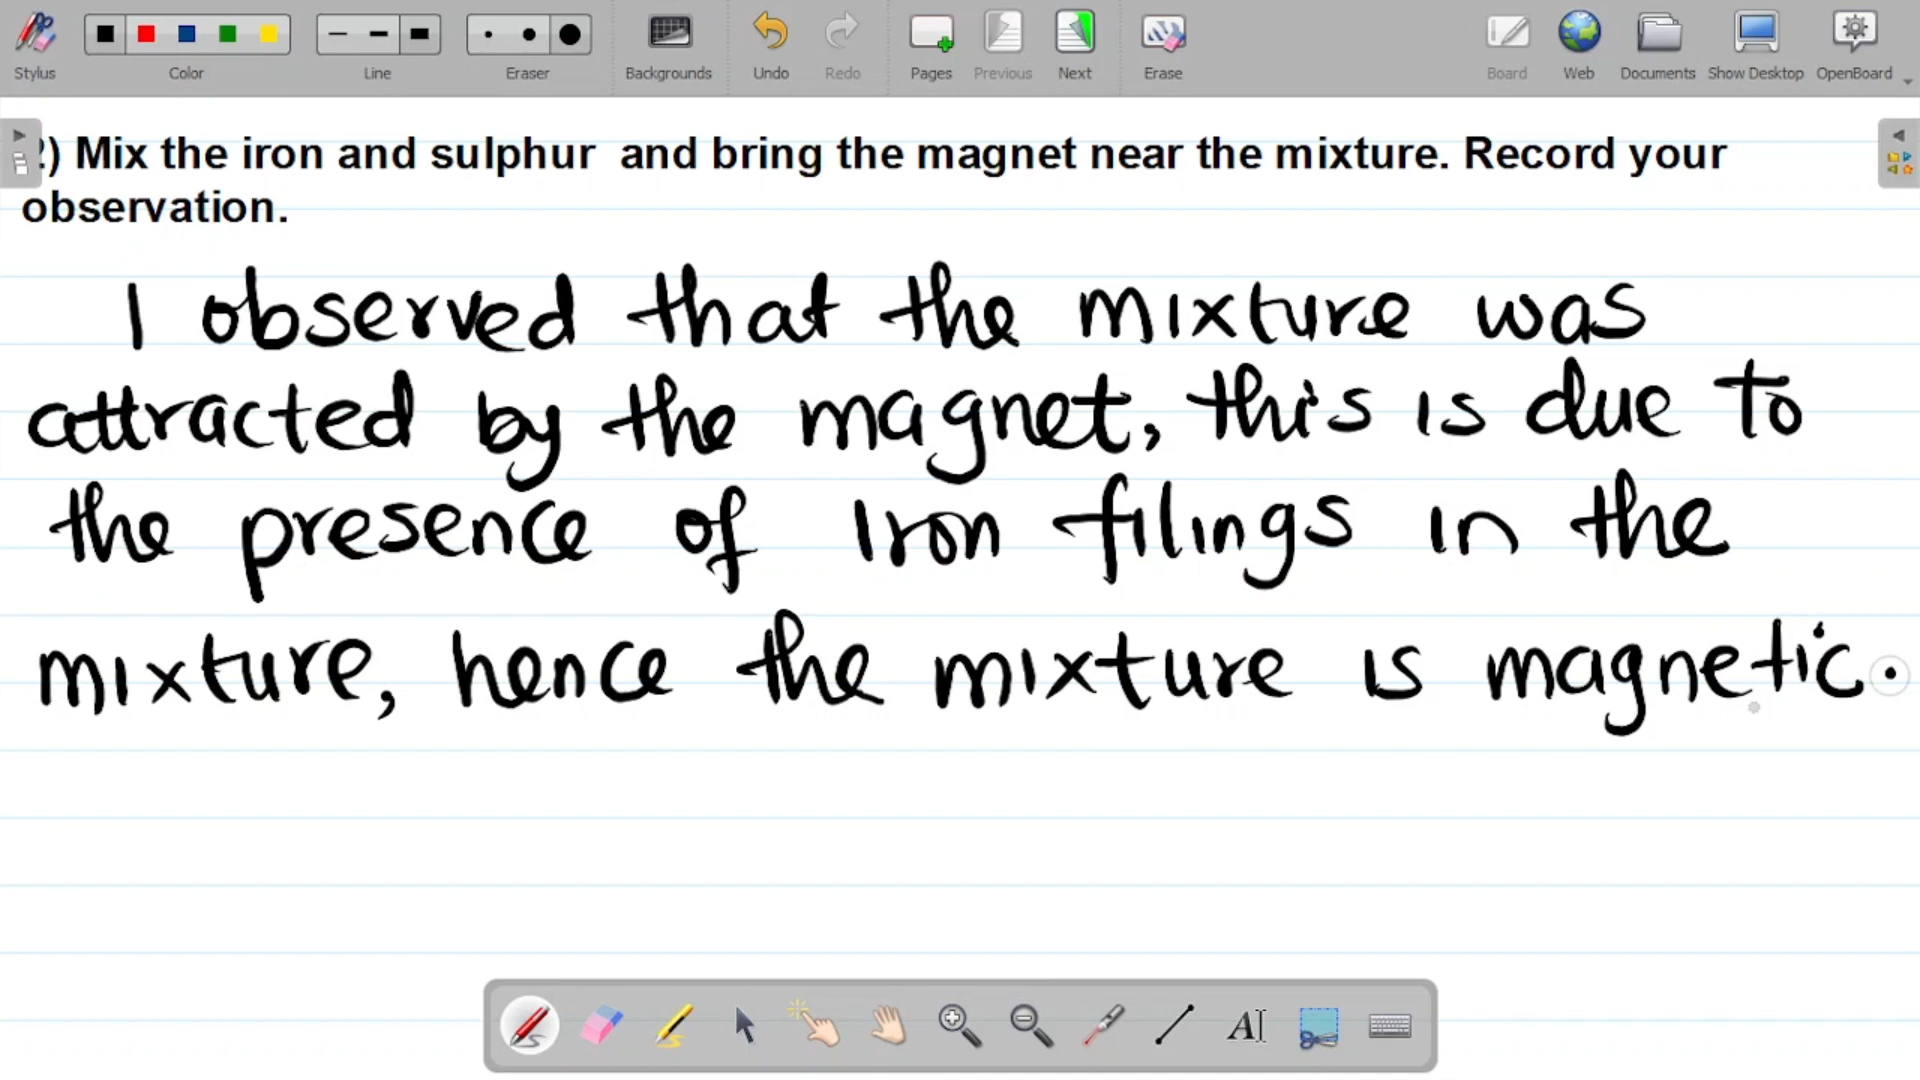 Stylus Color Line Eraser Backgrounds Undo Redo Pages Previous Next Erase Board Web Documents Show Desktop OpenBoard
2) Mix the iron and sulphur and bring the magnet near the mixture. Record your
observation.
I observed that the mixture was
attracted by the magnet, this is due to
the presence of Iron filings in the
mixture, hence the mixture is magnetic.